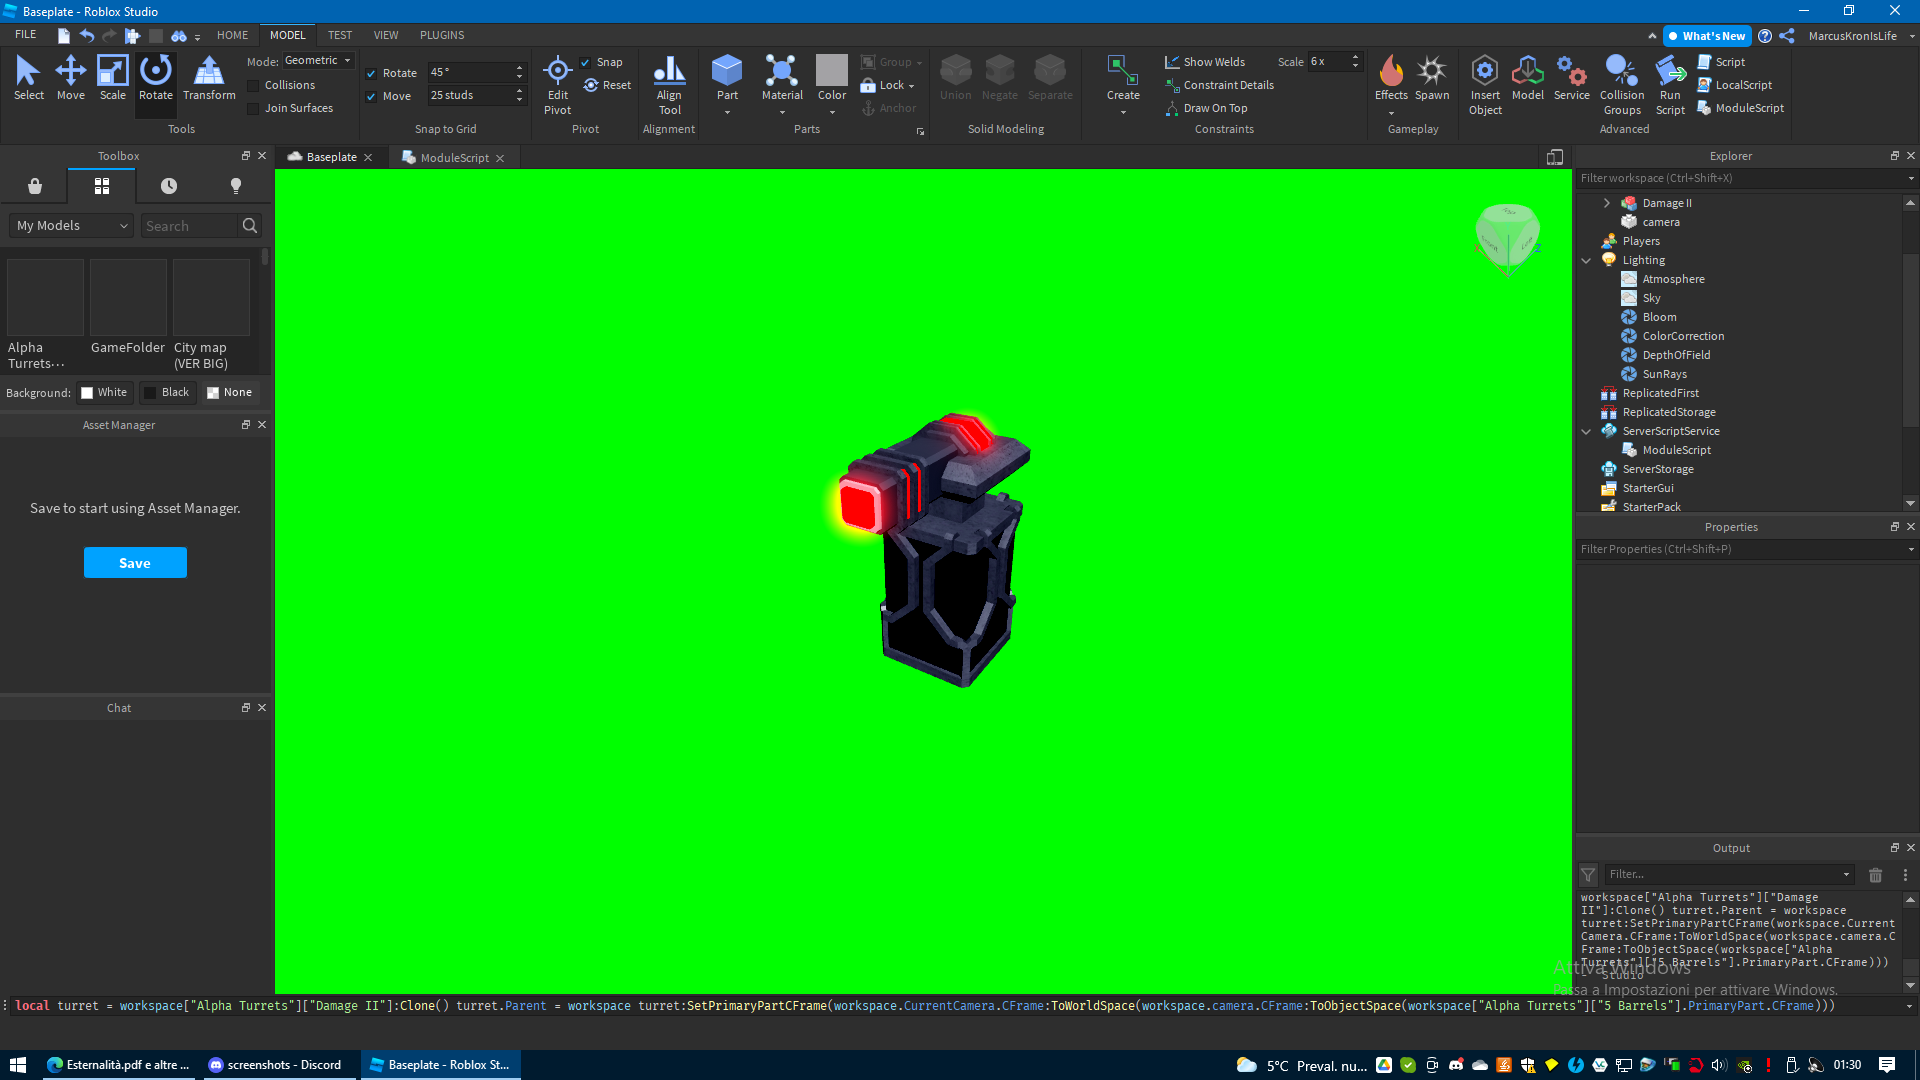 Baseplate - Roblox Studio
FILE
HOME
MODEL
TEST
VIEW
PLUGINS
What's New
MarcusKronIsLife
Select
Move
Scale
Rotate
Transform
Mode:
Geometric
Collisions
Join Surfaces
Tools
Rotate
45°
Move
25 studs
Snap to Grid
Edit
Pivot
Snap
Reset
Pivot
Align
Tool
Alignment
Part
Material
Color
Group
Lock
Anchor
Parts
Union
Negate
Separate
Solid Modeling
Create
Show Welds
Scale
6 x
Constraint Details
Draw On Top
Constraints
Effects
Spawn
Gameplay
Insert
Object
Model
Service
Collision
Groups
Run
Script
Script
LocalScript
ModuleScript
Advanced
Toolbox
My Models
Search
Alpha
Turrets...
GameFolder
City map
(VER BIG)
Background:
White
Black
None
Asset Manager
Save to start using Asset Manager.
Save
Chat
Baseplate
ModuleScript
Explorer
Filter workspace (Ctrl+Shift+X)
Damage II
camera
Players
Lighting
Atmosphere
Sky
Bloom
ColorCorrection
DepthOfField
SunRays
ReplicatedFirst
ReplicatedStorage
ServerScriptService
ModuleScript
ServerStorage
StarterGui
StarterPack
Properties
Filter Properties (Ctrl+Shift+P)
Output
Filter...
workspace["Alpha Turrets"]["Damage
II"]:Clone() turret.Parent = workspace
turret:SetPrimaryPartCFrame(workspace.Current
Camera.CFrame:ToWorldSpace(workspace.camera.C
Frame:ToObjectSpace(workspace["Alpha
Turrets"]["5 Barrels"].PrimaryPart.CFrame)))
- Studio
Attiva Windows
Passa a Impostazioni per attivare Windows.
local turret = workspace["Alpha Turrets"]["Damage II"]:Clone() turret.Parent = workspace turret:SetPrimaryPartCFrame(workspace.CurrentCamera.CFrame:ToWorldSpace(workspace.camera.CFrame:ToObjectSpace(workspace["Alpha Turrets"]["5 Barrels"].PrimaryPart.CFrame)))
Esternalità.pdf e altre ...
screenshots - Discord
Baseplate - Roblox St...
5°C
Preval. nu...
01:30